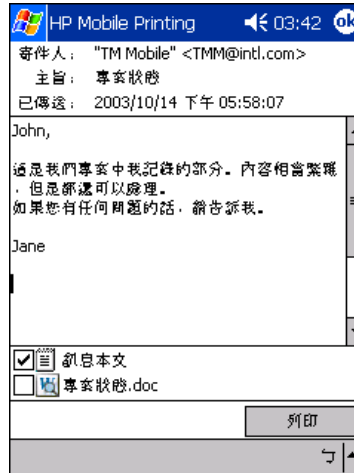 HP Mobile Printing 03:42 ok
寄件人: "TM Mobile" <TMM@intl.com>
主旨: 專案狀態
已傳送: 2003/10/14 下午 05:58:07
John,
這是我們專案中我記錄的部分。內容相當緊雜
,但是都還可以處理。
如果您有任何問題的話,請告訴我。
Jane
訊息本文
專案狀態.doc
列印
ㄅ